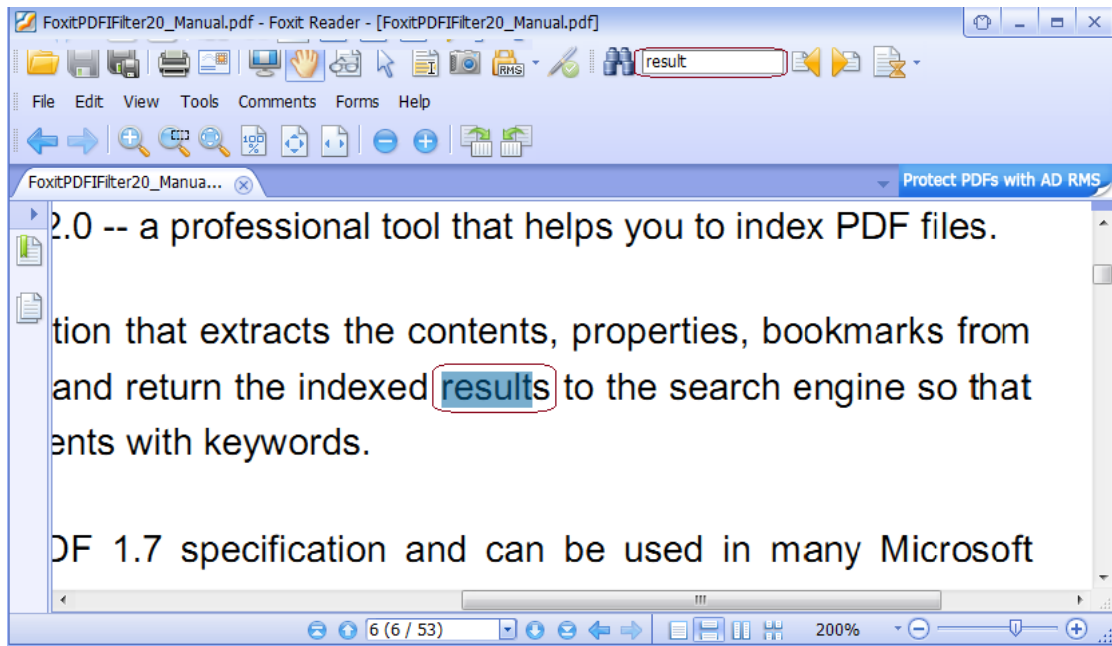 FoxitPDFIFilter20_Manual.pdf - Foxit Reader - [FoxitPDFIFilter20_Manual.pdf]
RMS result
File Edit View Tools Comments Forms Help
100 %
FoxitPDFIFilter20_Manua... Protect PDFs with AD RMS
2.0 -- a professional tool that helps you to index PDF files.
tion that extracts the contents, properties, bookmarks from
and return the indexed results to the search engine so that
ents with keywords.
DF 1.7 specification and can be used in many Microsoft
6 (6 / 53) 200%